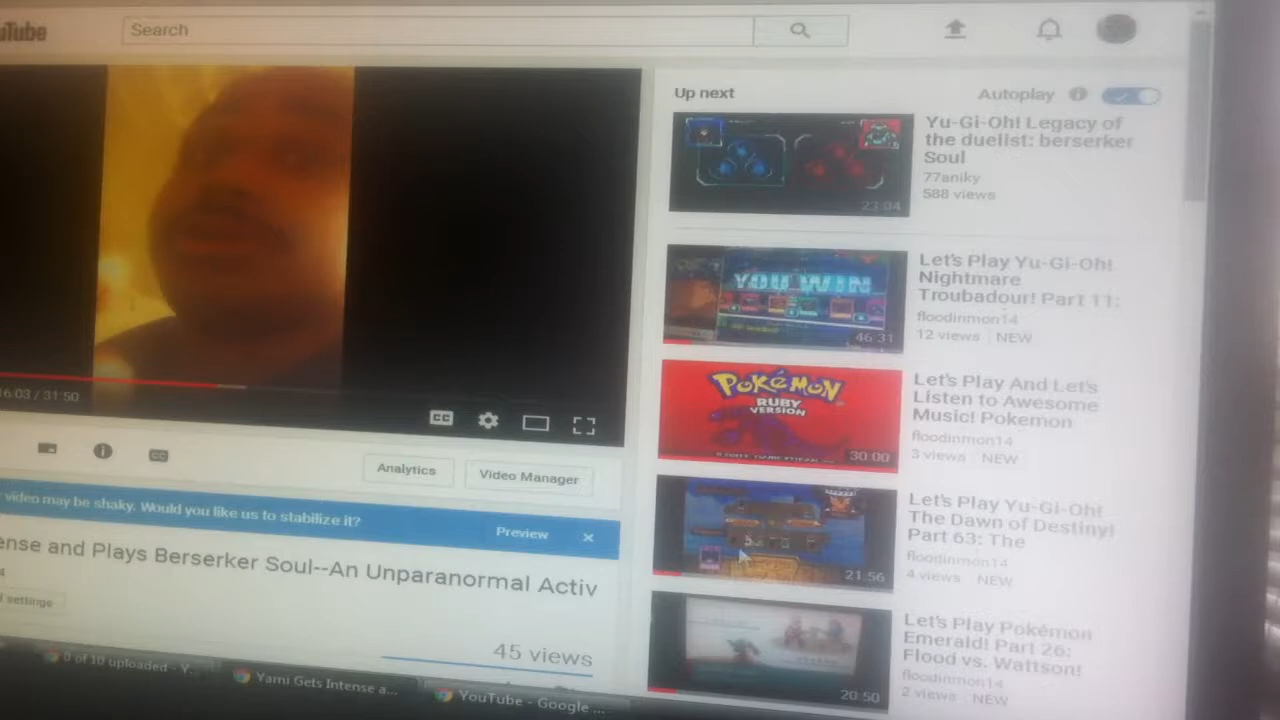 uTube
Search
Up next
Autoplay
Yu-Gi-Oh! Legacy of
the duelist: berserker
Soul
77aniky
588 views
23:04
Let's Play Yu-Gi-Oh!
Nightmare
Troubadour! Part 11:
floodinmon14
12 views
NEW
YOU WIN
46:31
POKéMON
RUBY
VERSION
30:00
Let's Play And Let's
Listen to Awesome
Music! Pokemon
floodinmon14
3 views
NEW
Let's Play Yu-Gi-Oh!
The Dawn of Destiny!
Part 63: The
floodinmon14
4 views
NEW
21:56
Let's Play Pokémon
Emerald! Part 26:
Flood vs. Wattson!
floodinmon14
2 views
NEW
20:50
16:03 / 31:50
CC
CC
Analytics
Video Manager
video may be shaky. Would you like us to stabilize it?
Preview
ense and Plays Berserker Soul--An Unparanormal Activ
settings
45 views
0 of 10 uploaded - Y...
Yami Gets Intense a...
YouTube - Google ...